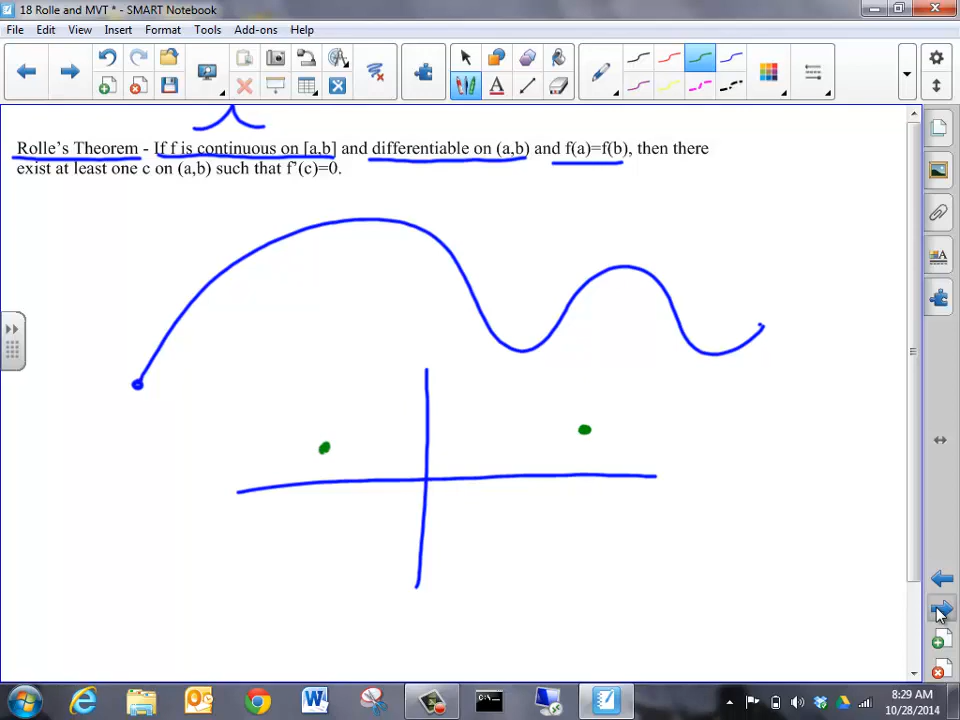 18 Rolle and MVT * - SMART Notebook
File Edit View Insert Format Tools Add-ons Help
Rolle's Theorem - If f is continuous on [a,b] and differentiable on (a,b) and f(a)=f(b), then there
exist at least one c on (a,b) such that f'(c)=0.
8:29 AM
10/28/2014